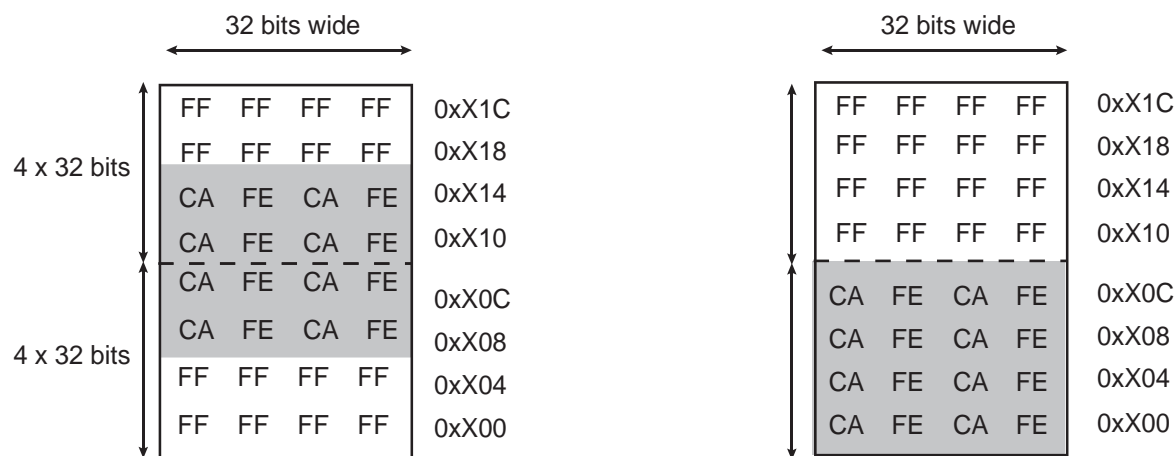 32 bits wide
4 x 32 bits
FF FF FF FF 0xX1C
FF FF FF FF 0xX18
CA FE CA FE 0xX14
CA FE CA FE 0xX10
4 x 32 bits
CA FE CA FE 0xX0C
CA FE CA FE 0xX08
FF FF FF FF 0xX04
FF FF FF FF 0xX00
32 bits wide
FF FF FF FF 0xX1C
FF FF FF FF 0xX18
FF FF FF FF 0xX14
FF FF FF FF 0xX10
CA FE CA FE 0xX0C
CA FE CA FE 0xX08
CA FE CA FE 0xX04
CA FE CA FE 0xX00